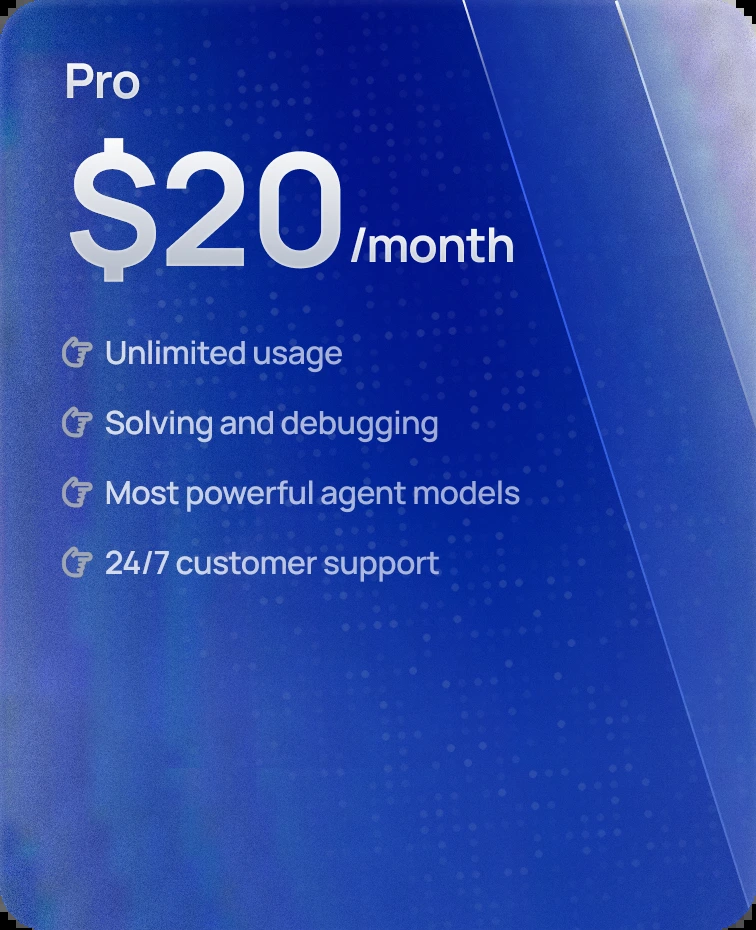 Pro
$20/month
Unlimited usage
Solving and debugging
Most powerful agent models
24/7 customer support